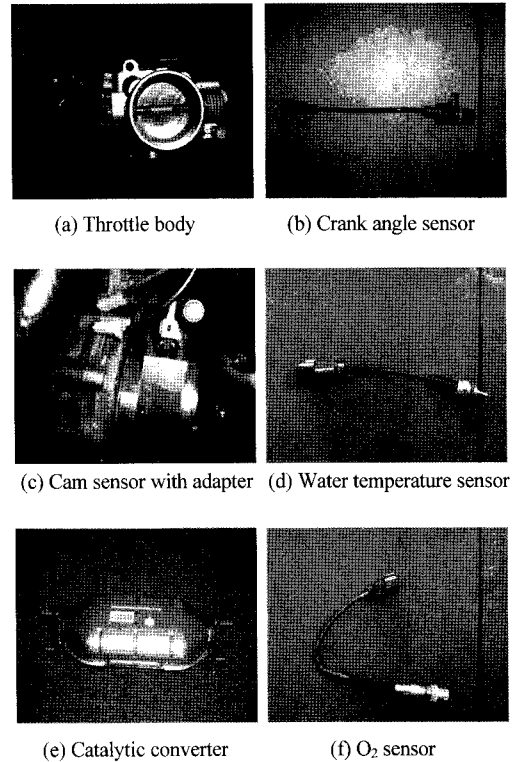 (a) Throttle body
(b) Crank angle sensor
(c) Cam sensor with adapter
(d) Water temperature sensor
(e) Catalytic converter
(f) O₂ sensor